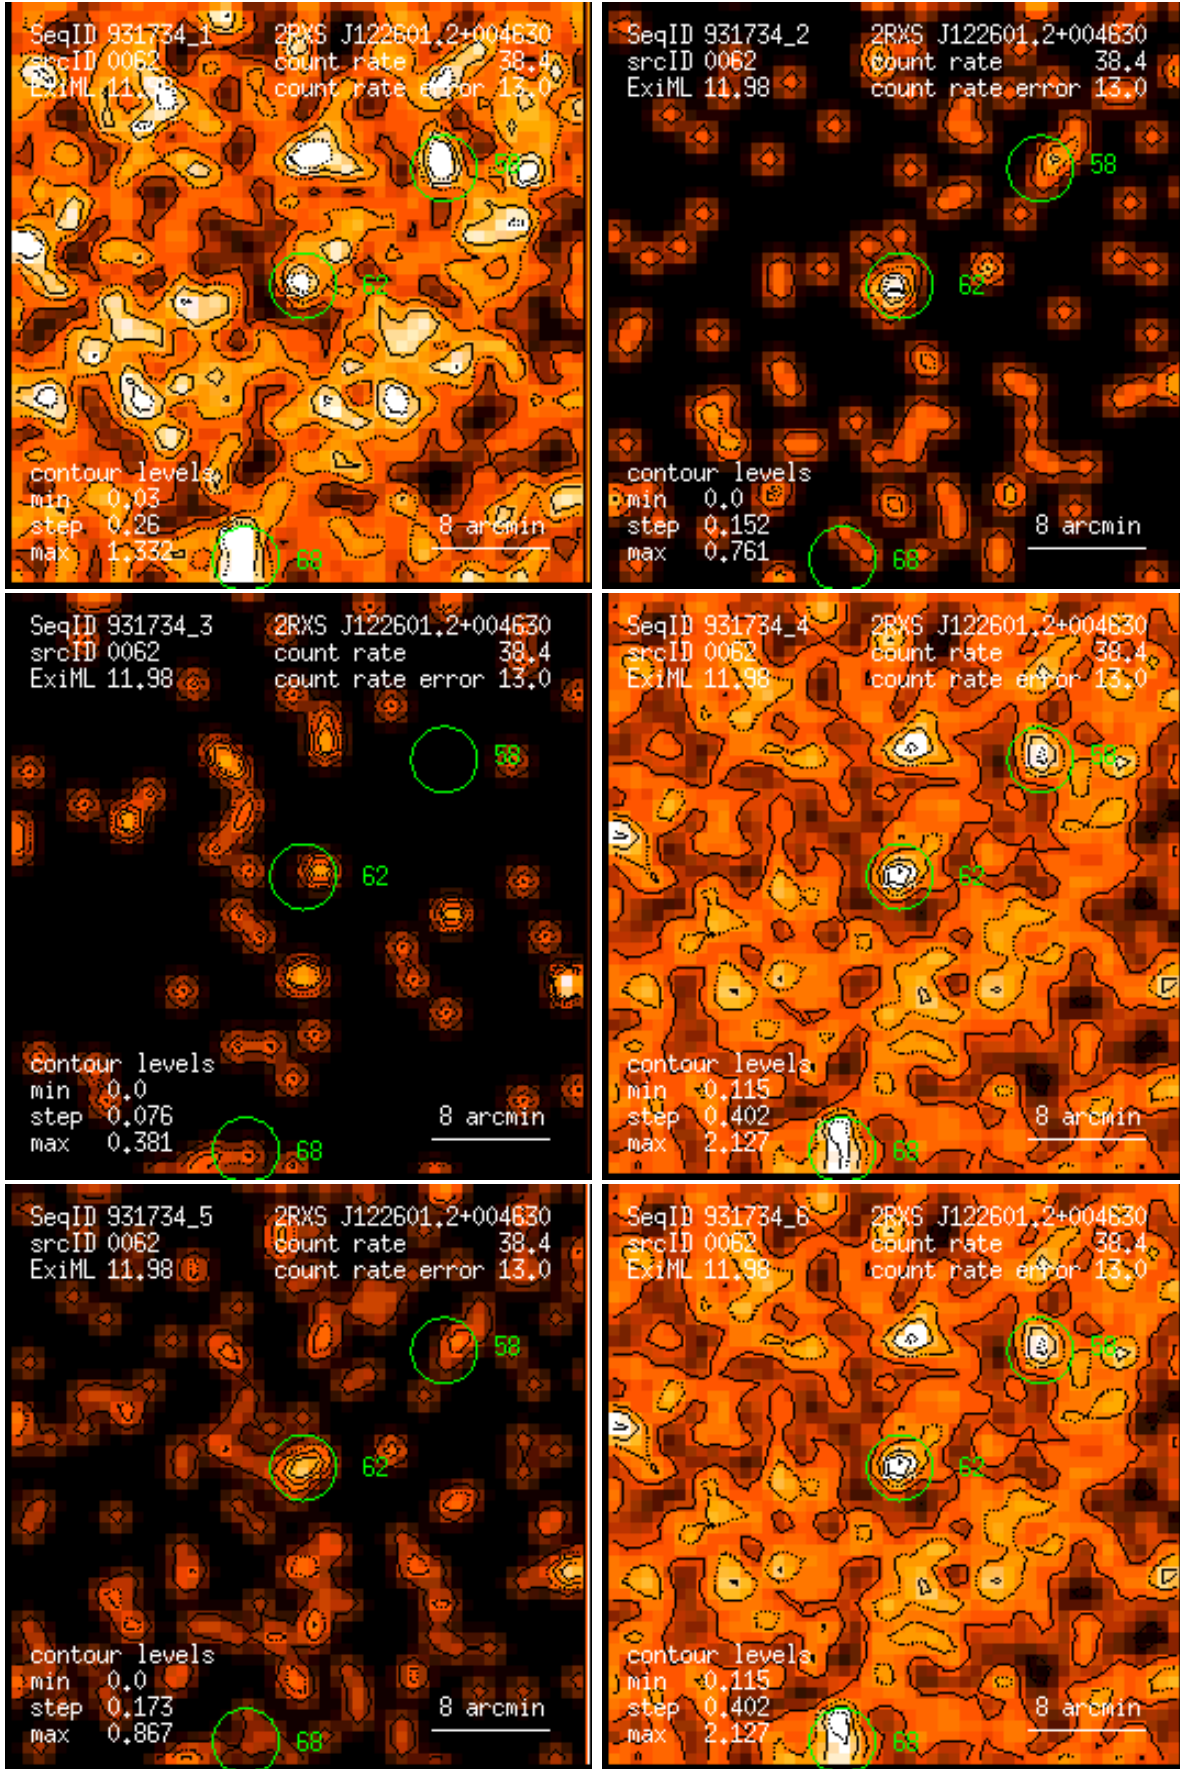 SeqID 931734_1 2RXS J122601.2+004630
srcID 0062 count rate 38.4
ExiML 11.98 count rate error 13.0
58
62
contour levels
min 0.03
step 0.26 8 arcmin
max 1.332 68
SeqID 931734_2 2RXS J122601.2+004630
srcID 0062 count rate 38.4
ExiML 11.98 count rate error 13.0
58
62
contour levels
min 0.0
step 0.152 8 arcmin
max 0.761 68
SeqID 931734_3 2RXS J122601.2+004630
srcID 0062 count rate 38.4
ExiML 11.98 count rate error 13.0
58
62
contour levels
min 0.0
step 0.076 8 arcmin
max 0.381 68
SeqID 931734_4 2RXS J122601.2+004630
srcID 0062 count rate 38.4
ExiML 11.98 count rate error 13.0
58
62
contour levels
min 0.115
step 0.402 8 arcmin
max 2.127 68
SeqID 931734_5 2RXS J122601.2+004630
srcID 0062 count rate 38.4
ExiML 11.98 count rate error 13.0
58
62
contour levels
min 0.0
step 0.173 8 arcmin
max 0.867 68
SeqID 931734_6 2RXS J122601.2+004630
srcID 0062 count rate 38.4
ExiML 11.98 count rate error 13.0
58
62
contour levels
min 0.115
step 0.402 8 arcmin
max 2.127 68